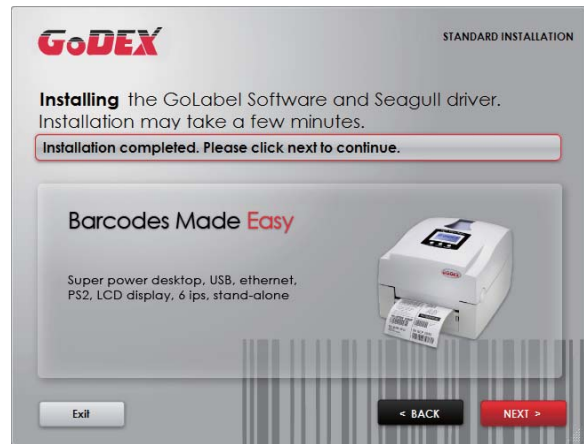 GoDEX
STANDARD INSTALLATION
Installing the GoLabel Software and Seagull driver.
Installation may take a few minutes.
Installation completed. Please click next to continue.
Barcodes Made Easy
Super power desktop, USB, ethernet,
PS2, LCD display, 6 ips, stand-alone
GODEX
Exit
< BACK
NEXT >